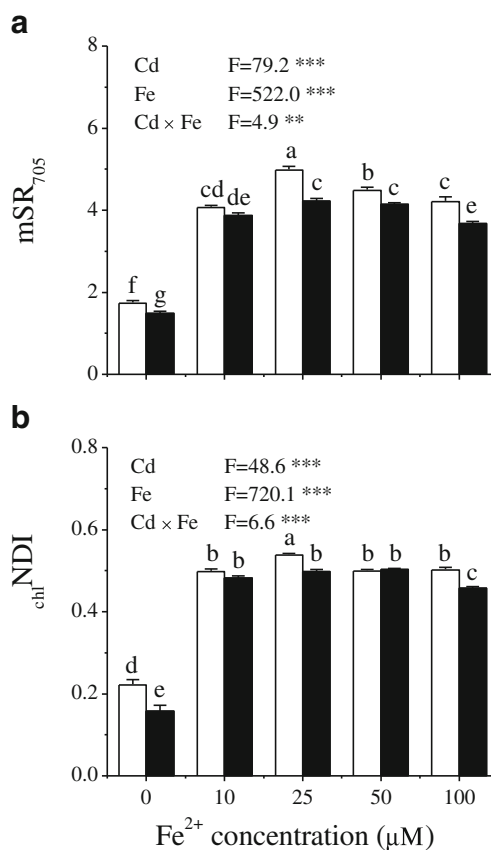 a
8
6
4
2
0
mSR705
Cd F=79.2 ***
Fe F=522.0 ***
Cd × Fe F=4.9 **
f g cd de a c b c c e
b
0.8
0.6
0.4
0.2
0.0
chlNDI
Cd F=48.6 ***
Fe F=720.1 ***
Cd × Fe F=6.6 ***
d e b b a b b b b c
0 10 25 50 100
Fe2+ concentration (μM)